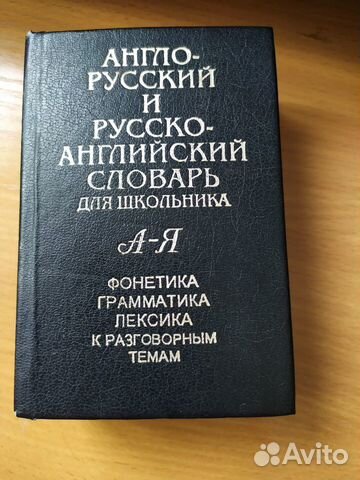 АНГЛО-
РУССКИЙ И
РУССКО-
АНГЛИЙСКИЙ
СЛОВАРЬ
ДЛЯ ШКОЛЬНИКА
А-Я
ФОНЕТИКА
ГРАММАТИКА
ЛЕКСИКА
К РАЗГОВОРНЫМ
ТЕМАМ
Avito